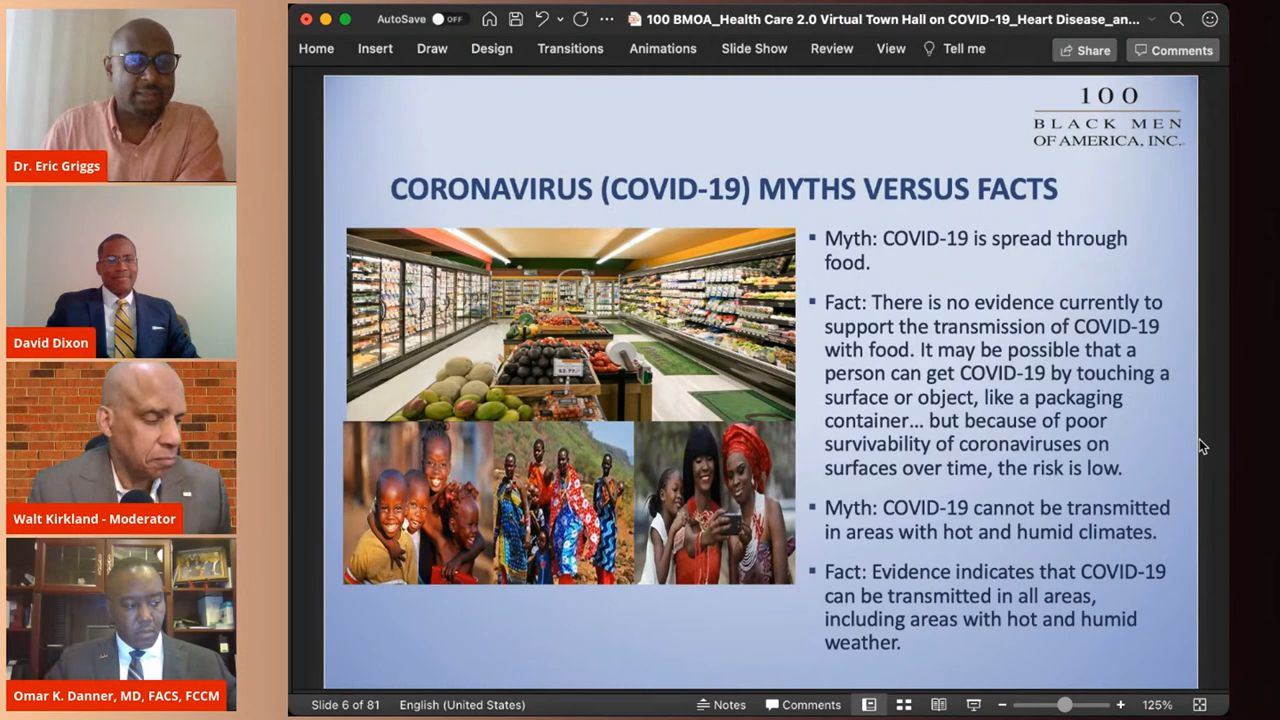 Dr. Eric Griggs
David Dixon
Walt Kirkland - Moderator
Omar K. Danner, MD, FACS, FCCM
AutoSave OFF
100 BMOA_Health Care 2.0 Virtual Town Hall on COVID-19_Heart Disease_an...
Home Insert Draw Design Transitions Animations Slide Show Review View Tell me Share Comments
100
BLACK MEN
OF AMERICA, INC.
CORONAVIRUS (COVID-19) MYTHS VERSUS FACTS
▪ Myth: COVID-19 is spread through
food.
▪ Fact: There is no evidence currently to
support the transmission of COVID-19
with food. It may be possible that a
person can get COVID-19 by touching a
surface or object, like a packaging
container... but because of poor
survivability of coronaviruses on
surfaces over time, the risk is low.
▪ Myth: COVID-19 cannot be transmitted
in areas with hot and humid climates.
▪ Fact: Evidence indicates that COVID-19
can be transmitted in all areas,
including areas with hot and humid
weather.
Slide 6 of 81 English (United States) Notes Comments 125%